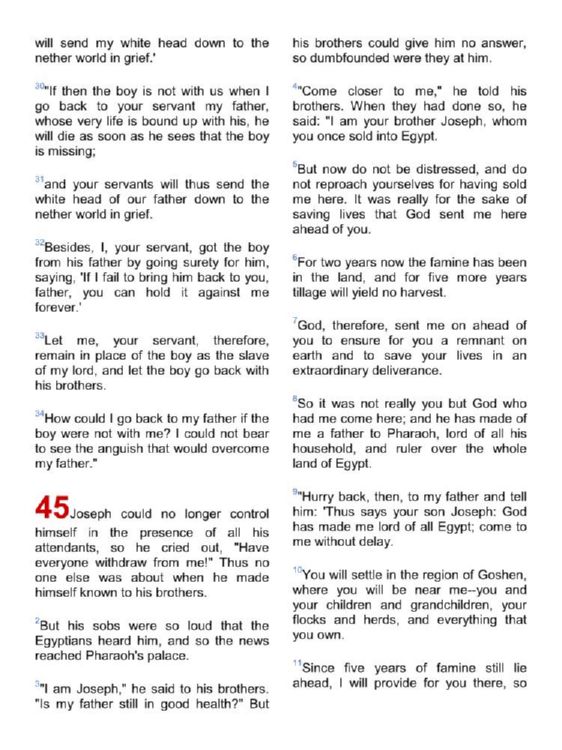 will send my white head down to the
nether world in grief.'
30"If then the boy is not with us when I
go back to your servant my father,
whose very life is bound up with his, he
will die as soon as he sees that the boy
is missing;
31and your servants will thus send the
white head of our father down to the
nether world in grief.
32Besides, I, your servant, got the boy
from his father by going surety for him,
saying, 'If I fail to bring him back to you,
father, you can hold it against me
forever.'
33Let me, your servant, therefore,
remain in place of the boy as the slave
of my lord, and let the boy go back with
his brothers.
34How could I go back to my father if the
boy were not with me? I could not bear
to see the anguish that would overcome
my father."
45Joseph could no longer control
himself in the presence of all his
attendants, so he cried out, "Have
everyone withdraw from me!" Thus no
one else was about when he made
himself known to his brothers.
2But his sobs were so loud that the
Egyptians heard him, and so the news
reached Pharaoh's palace.
3"I am Joseph," he said to his brothers.
"Is my father still in good health?" But
his brothers could give him no answer,
so dumbfounded were they at him.
4"Come closer to me," he told his
brothers. When they had done so, he
said: "I am your brother Joseph, whom
you once sold into Egypt.
5But now do not be distressed, and do
not reproach yourselves for having sold
me here. It was really for the sake of
saving lives that God sent me here
ahead of you.
6For two years now the famine has been
in the land, and for five more years
tillage will yield no harvest.
7God, therefore, sent me on ahead of
you to ensure for you a remnant on
earth and to save your lives in an
extraordinary deliverance.
8So it was not really you but God who
had me come here; and he has made of
me a father to Pharaoh, lord of all his
household, and ruler over the whole
land of Egypt.
9"Hurry back, then, to my father and tell
him: 'Thus says your son Joseph: God
has made me lord of all Egypt; come to
me without delay.
10You will settle in the region of Goshen,
where you will be near me--you and
your children and grandchildren, your
flocks and herds, and everything that
you own.
11Since five years of famine still lie
ahead, I will provide for you there, so